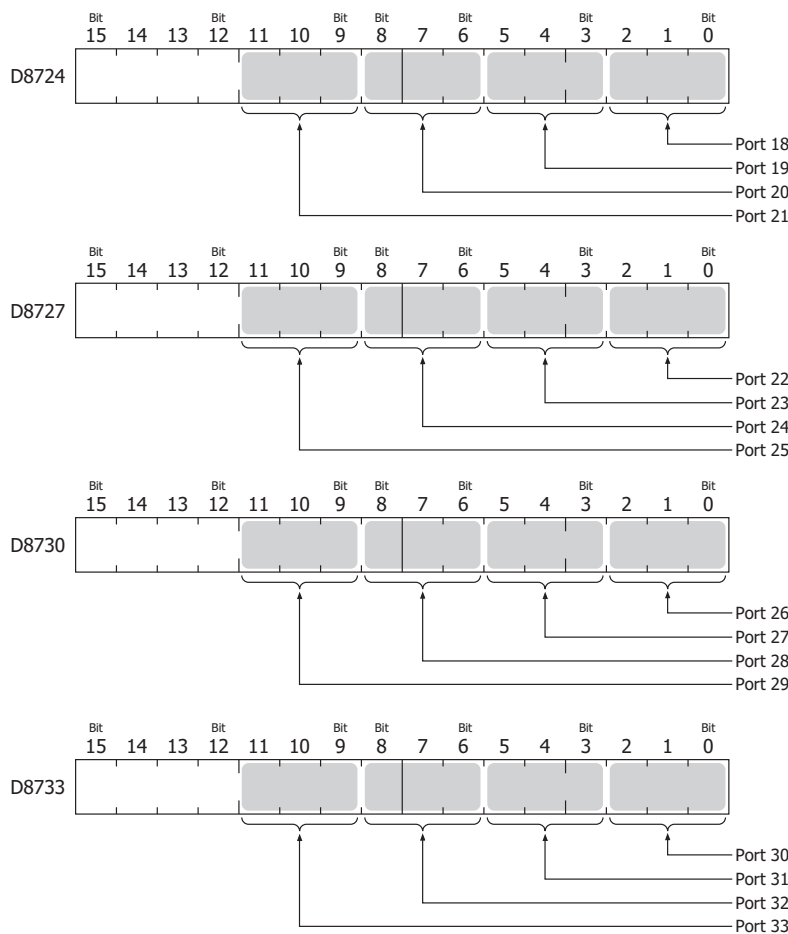 Bit Bit Bit Bit Bit Bit Bit
15 14 13 12 11 10 9 8 7 6 5 4 3 2 1 0
D8724
Port 18
Port 19
Port 20
Port 21
Bit Bit Bit Bit Bit Bit Bit
15 14 13 12 11 10 9 8 7 6 5 4 3 2 1 0
D8727
Port 22
Port 23
Port 24
Port 25
Bit Bit Bit Bit Bit Bit Bit
15 14 13 12 11 10 9 8 7 6 5 4 3 2 1 0
D8730
Port 26
Port 27
Port 28
Port 29
Bit Bit Bit Bit Bit Bit Bit
15 14 13 12 11 10 9 8 7 6 5 4 3 2 1 0
D8733
Port 30
Port 31
Port 32
Port 33